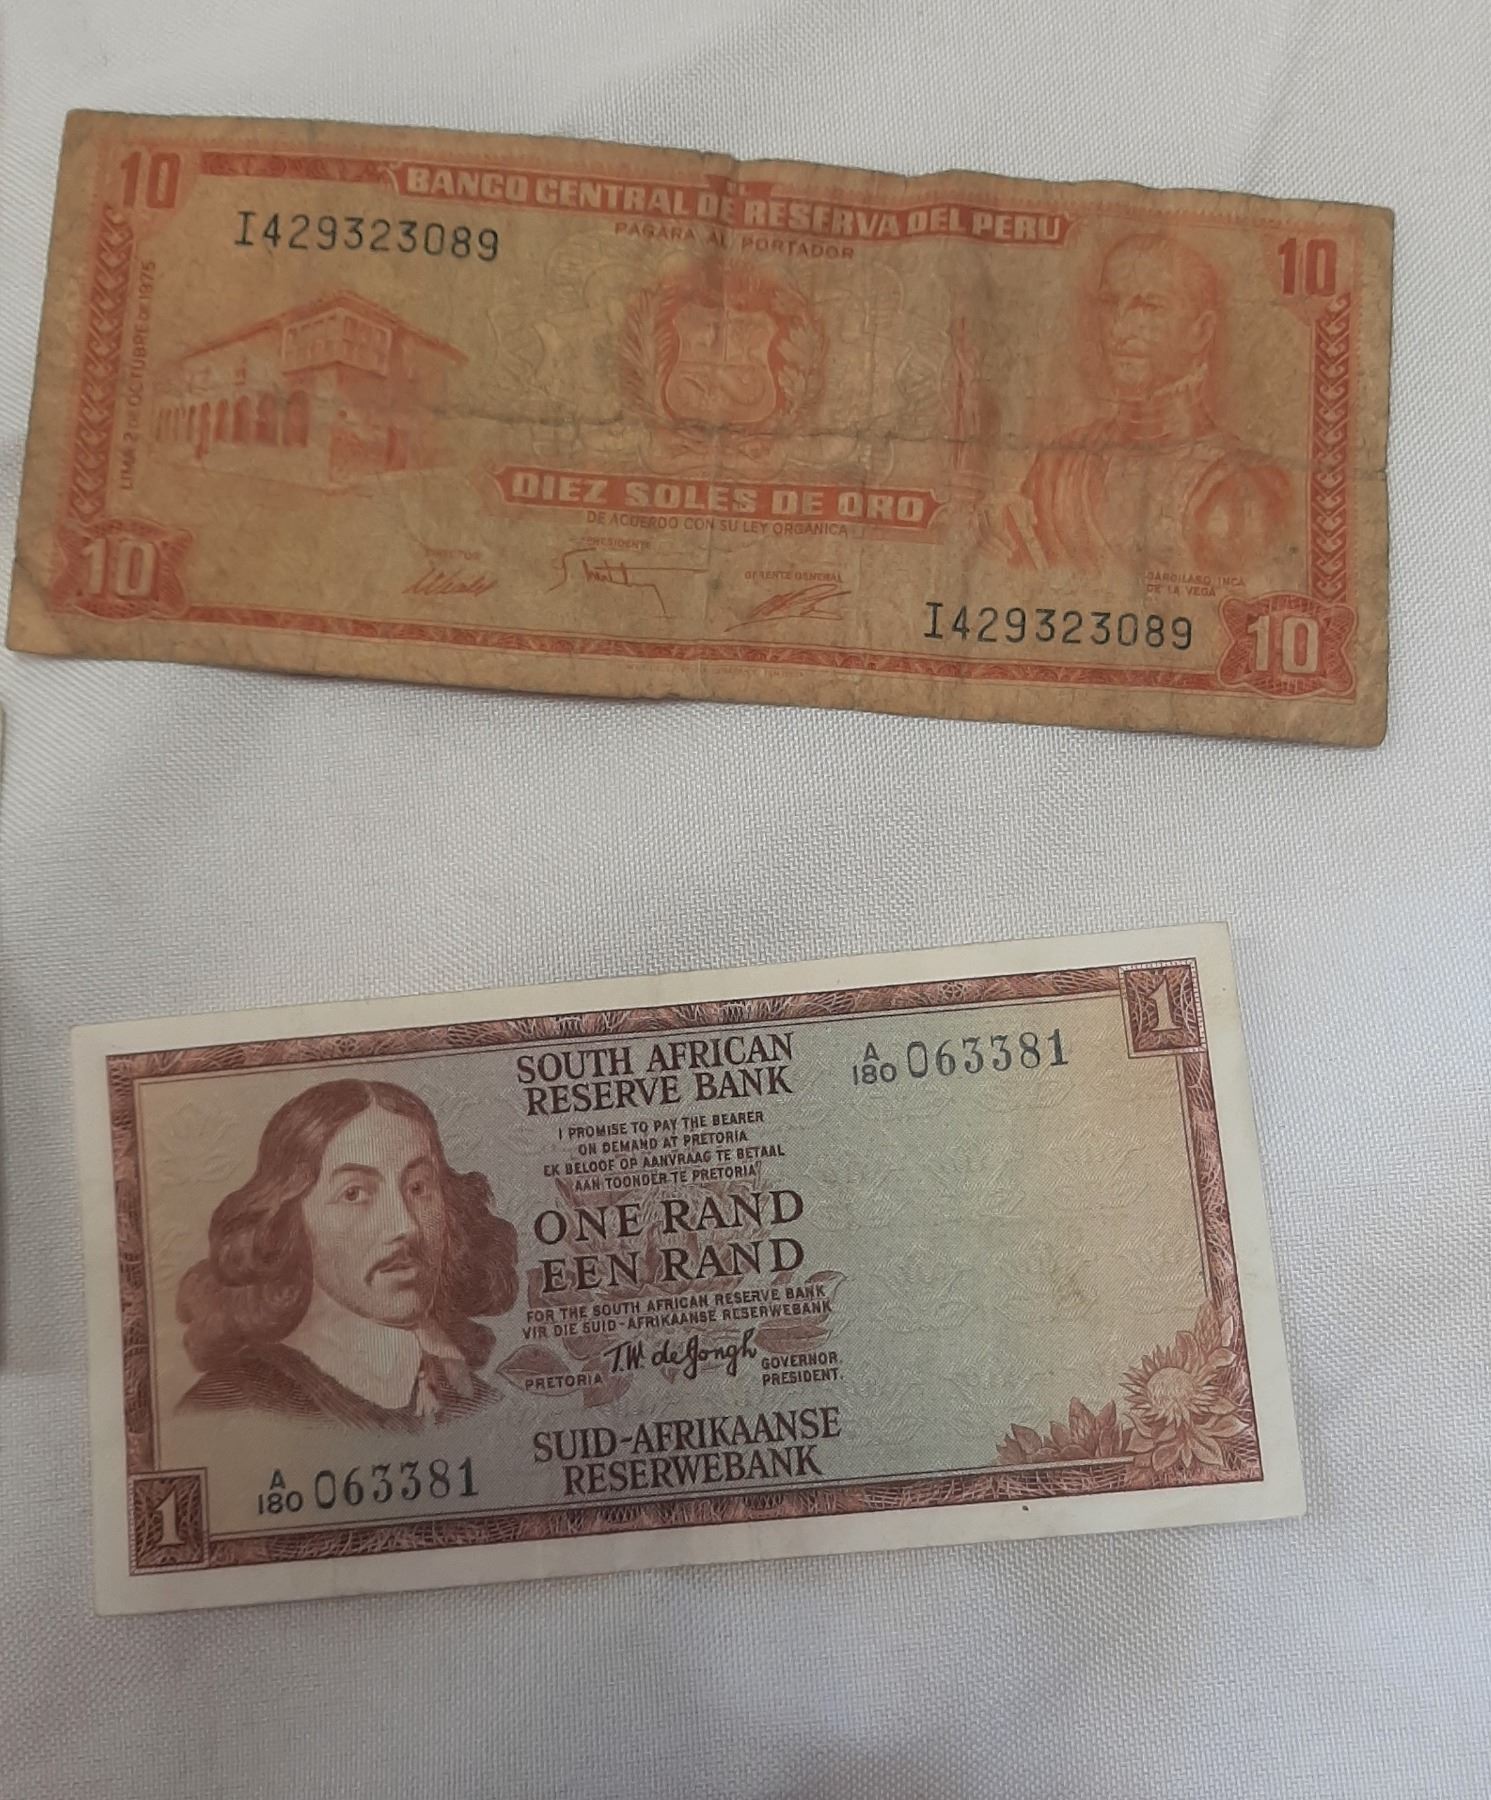 10
EL
BANCO CENTRAL DE RESERVA DEL PERU
10
PAGARA AL PORTADOR
I429323089
LIMA 2 DE OCTUBRE DE 1975
DIEZ SOLES DE ORO
DE ACUERDO CON SU LEY ORGANICA
DIRECTOR
PRESIDENTE
GERENTE GENERAL
GARCILASO INCA
DE LA VEGA
I429323089
10
10
1
SOUTH AFRICAN
RESERVE BANK
A/180 063381
I PROMISE TO PAY THE BEARER
ON DEMAND AT PRETORIA
EK BELOOF OP AANVRAAG TE BETAAL
AAN TOONDER TE PRETORIA
ONE RAND
EEN RAND
FOR THE SOUTH AFRICAN RESERVE BANK
VIR DIE SUID-AFRIKAANSE RESERWEBANK
T.W. de Jongh
PRETORIA
GOVERNOR.
PRESIDENT.
SUID-AFRIKAANSE
RESERWEBANK
A/180 063381
1